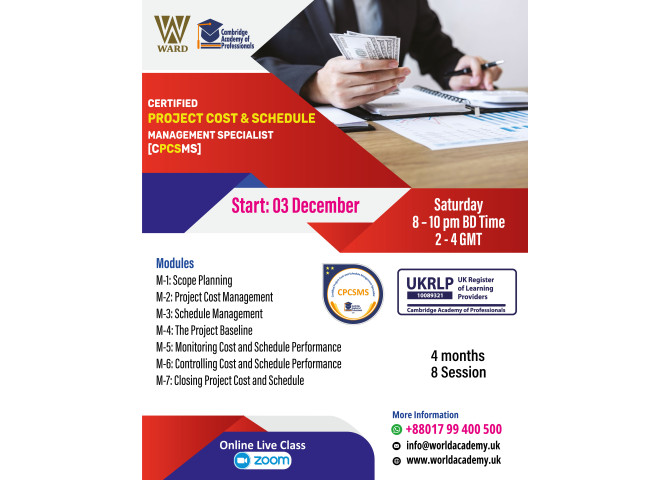 WARD
Cambridge
Academy of
Professionals
CERTIFIED
PROJECT COST & SCHEDULE
MANAGEMENT SPECIALIST
[CPCSMS]
Start: 03 December
Saturday
8 – 10 pm BD Time
2 - 4 GMT
Modules
M-1: Scope Planning
M-2: Project Cost Management
M-3: Schedule Management
M-4: The Project Baseline
M-5: Monitoring Cost and Schedule Performance
M-6: Controlling Cost and Schedule Performance
M-7: Closing Project Cost and Schedule
CPCSMS
UKRLP
10089321
UK Register
of Learning
Providers
Cambridge Academy of Professionals
4 months
8 Session
More Information
+88017 99 400 500
info@worldacademy.uk
www.worldacademy.uk
Online Live Class
zoom